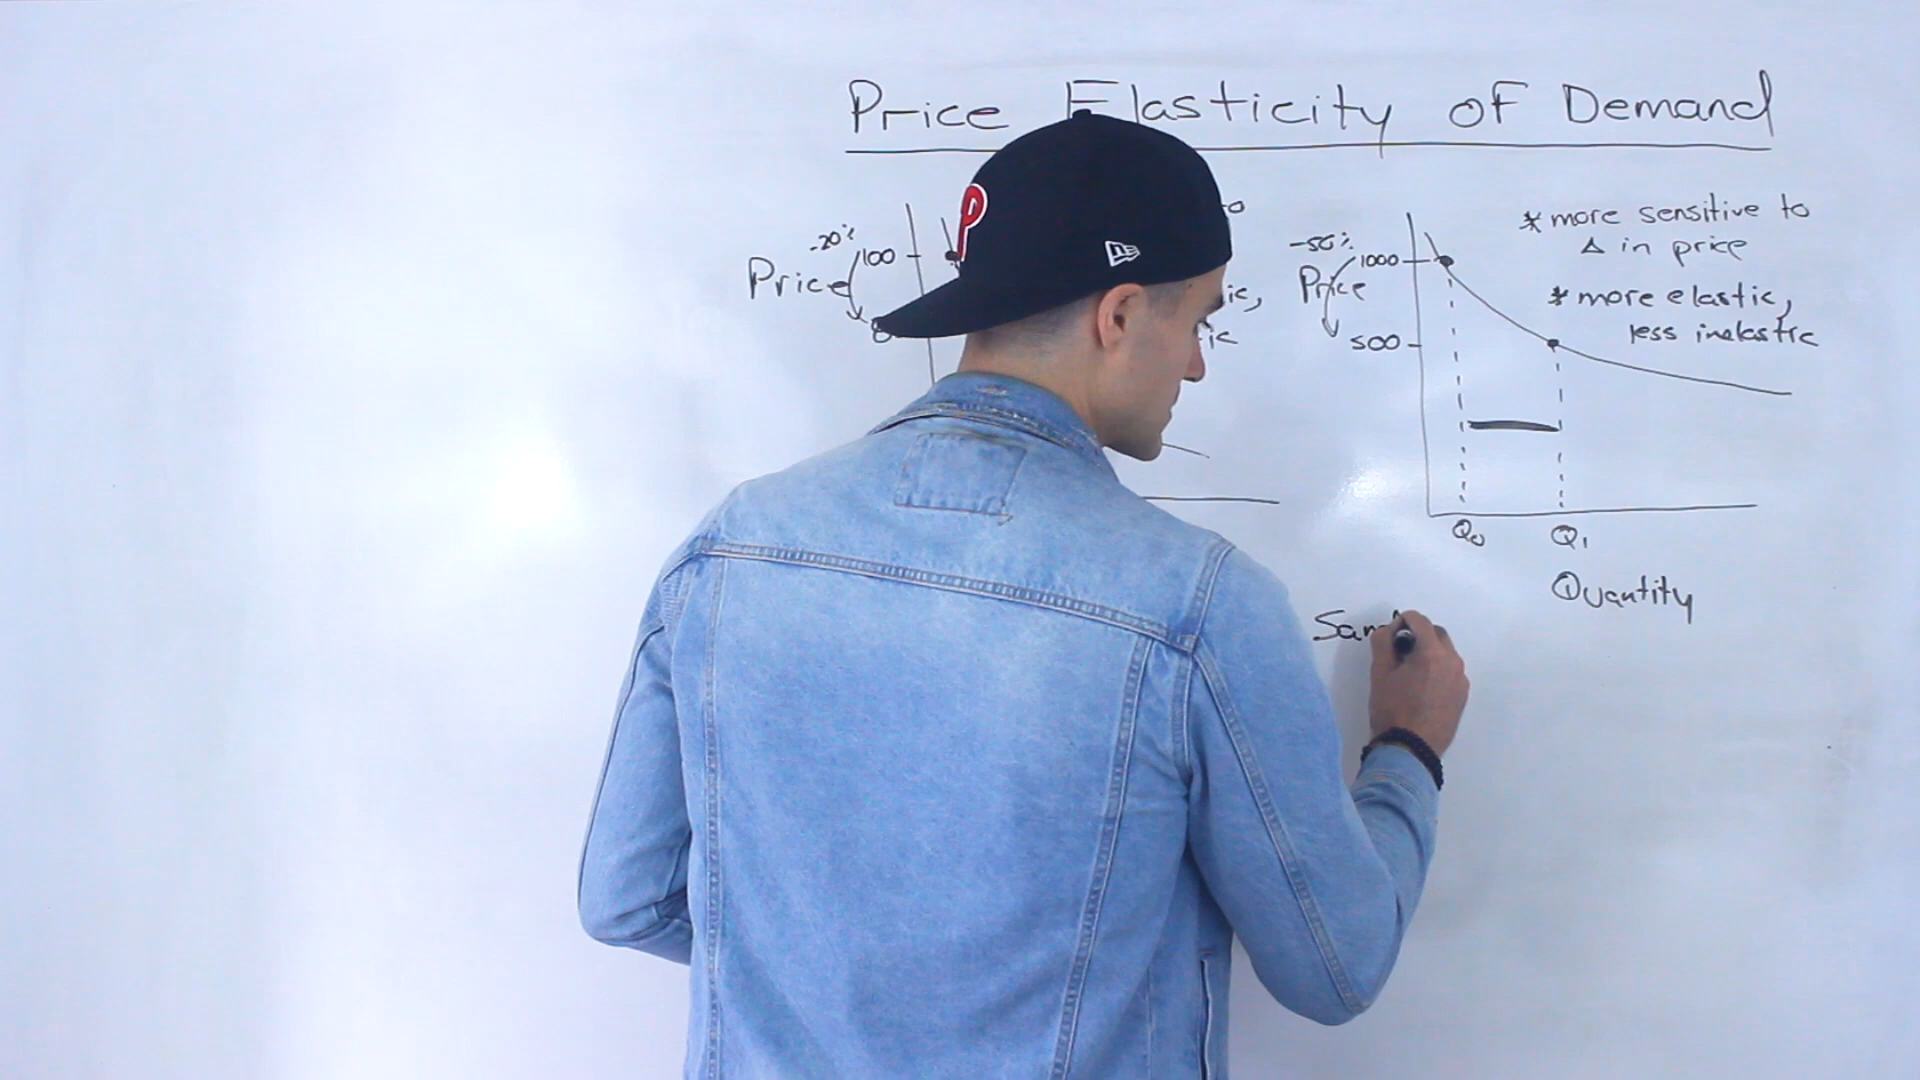 Price Elasticity of Demand
-20%
100
Price
P
-50%
1000
Price
500
* more sensitive to
Δ in price
* more elastic,
less inelastic
Q₀
Q₁
Quantity